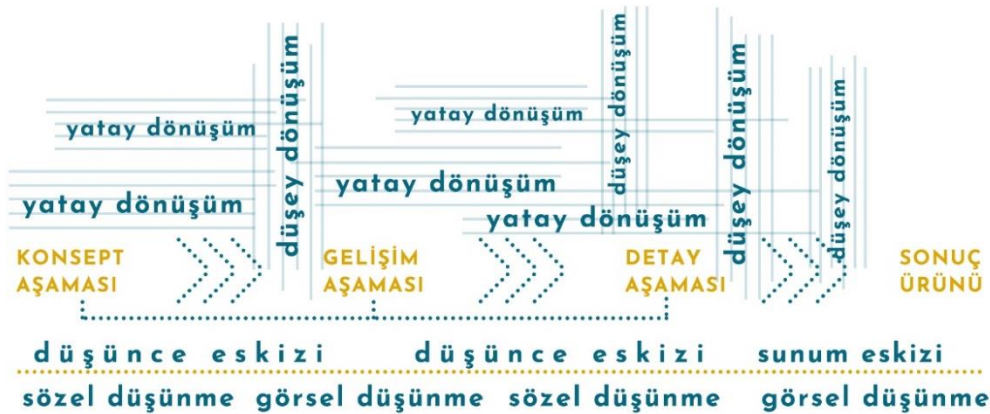 yatay dönüşüm
yatay dönüşüm
düşey dönüşüm
yatay dönüşüm
yatay dönüşüm
yatay dönüşüm
düşey dönüşüm
düşey dönüşüm
düşey dönüşüm
KONSEPT
AŞAMASI
GELİŞİM
AŞAMASI
DETAY
AŞAMASI
SONUÇ
ÜRÜNÜ
düşünce eskizi düşünce eskizi sunum eskizi
sözel düşünme görsel düşünme sözel düşünme görsel düşünme